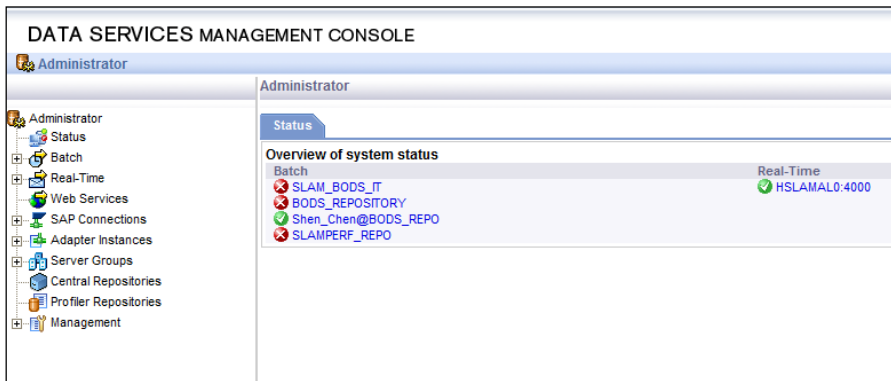 DATA SERVICES MANAGEMENT CONSOLE
Administrator
Administrator
Administrator
Status
Batch
Real-Time
Web Services
SAP Connections
Adapter Instances
Server Groups
Central Repositories
Profiler Repositories
Management
Status
Overview of system status
Batch Real-Time
SLAM_BODS_IT HSLAMAL0:4000
BODS_REPOSITORY
Shen_Chen@BODS_REPO
SLAMPERF_REPO